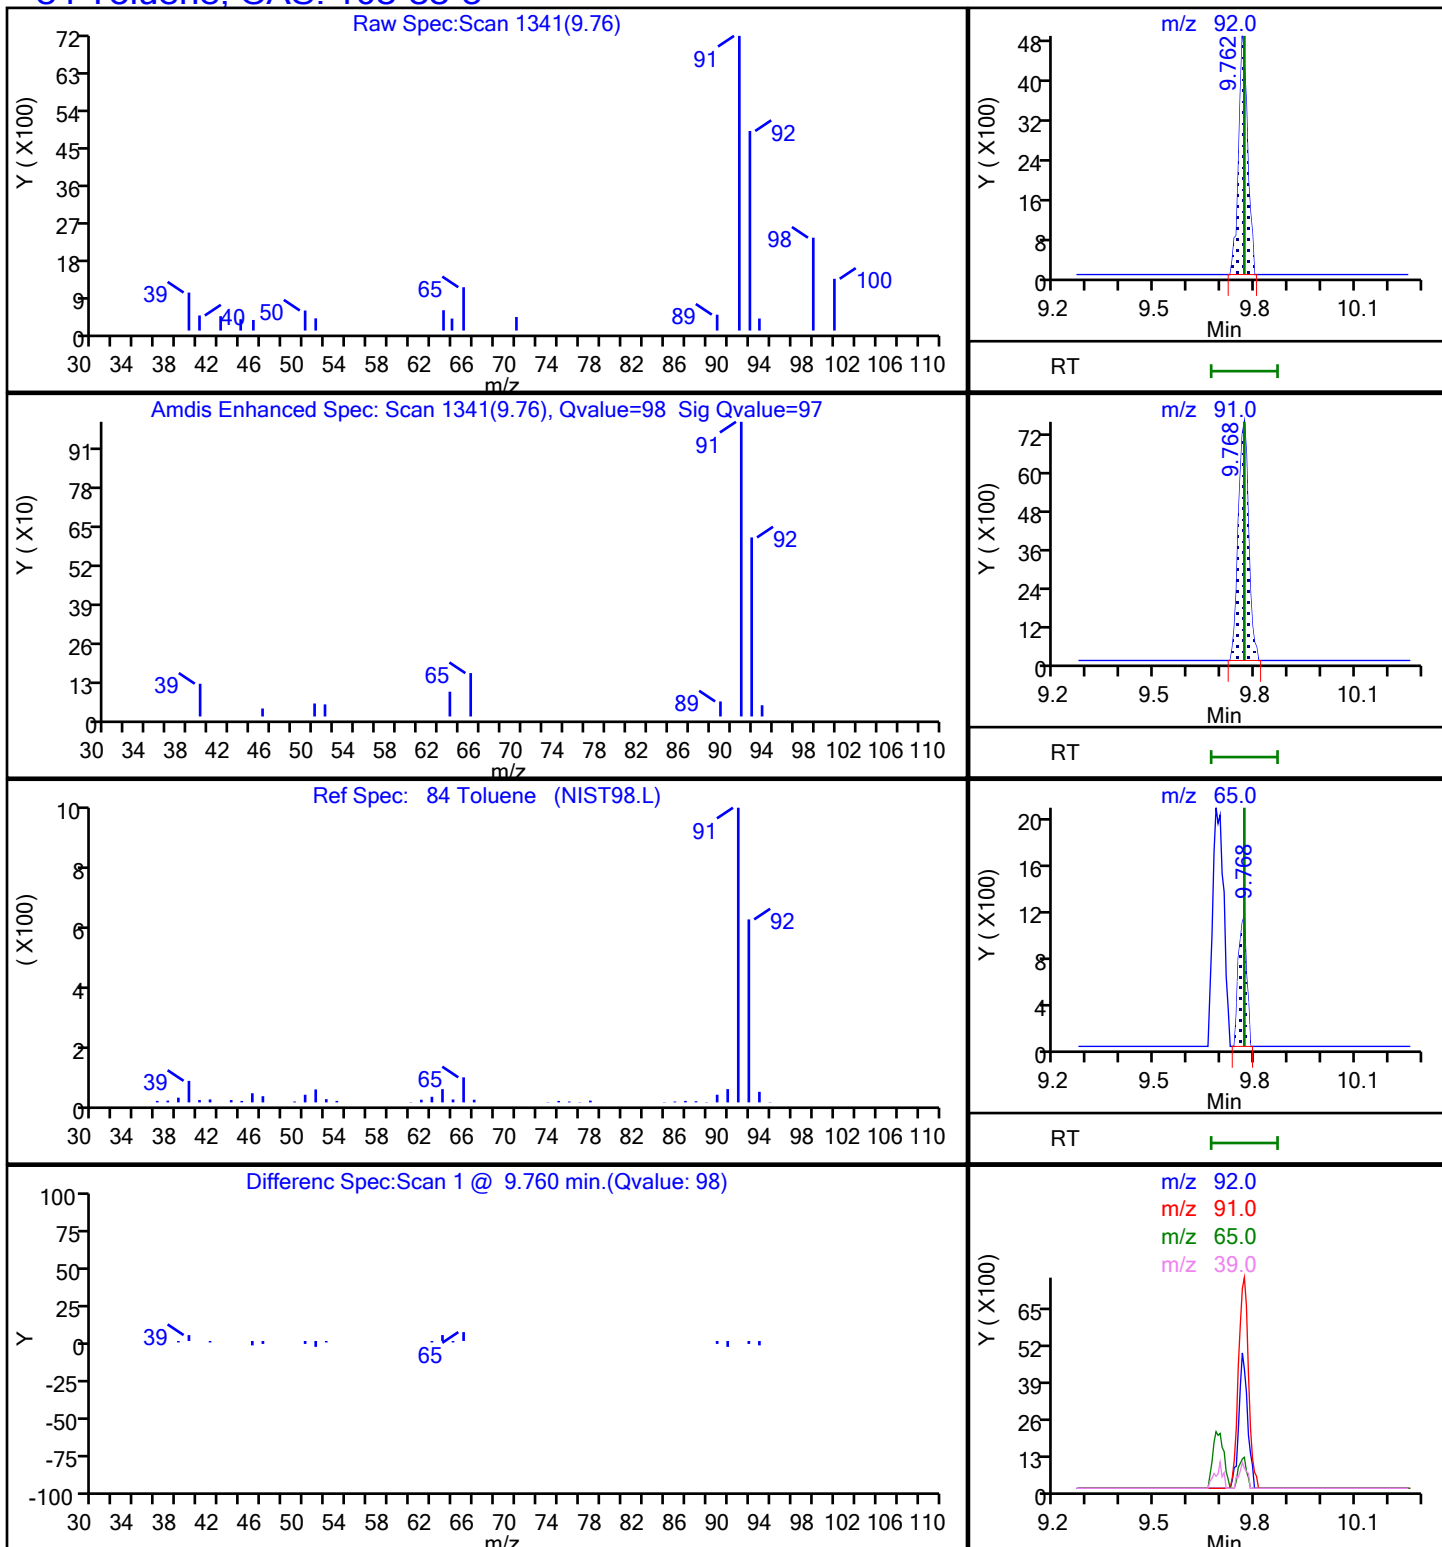 Raw Spec:Scan 1341(9.76)
Y ( X100)
72
63
54
45
36
27
18
9
0
91
92
98
100
39
40
50
65
89
30 34 38 42 46 50 54 58 62 66 70 74 78 82 86 90 94 98 102 106 110
m/z
m/z 92.0
Y ( X100)
48
40
32
24
16
8
0
9.762
9.2 9.5 9.8 10.1
Min
RT
Amdis Enhanced Spec: Scan 1341(9.76), Qvalue=98 Sig Qvalue=97
Y ( X10)
91
78
65
52
39
26
13
0
91
92
39
65
89
30 34 38 42 46 50 54 58 62 66 70 74 78 82 86 90 94 98 102 106 110
m/z
m/z 91.0
Y ( X100)
72
60
48
36
24
12
0
9.768
9.2 9.5 9.8 10.1
Min
RT
Ref Spec: 84 Toluene (NIST98.L)
( X100)
10
8
6
4
2
0
91
92
39
65
30 34 38 42 46 50 54 58 62 66 70 74 78 82 86 90 94 98 102 106 110
m/z 65.0
Y ( X100)
20
16
12
8
4
0
9.768
9.2 9.5 9.8 10.1
Min
RT
Differenc Spec:Scan 1 @ 9.760 min.(Qvalue: 98)
Y
100
75
50
25
0
-25
-50
-75
-100
39
65
30 34 38 42 46 50 54 58 62 66 70 74 78 82 86 90 94 98 102 106 110
m/z
m/z 92.0
m/z 91.0
m/z 65.0
m/z 39.0
Y ( X100)
65
52
39
26
13
0
9.2 9.5 9.8 10.1
Min